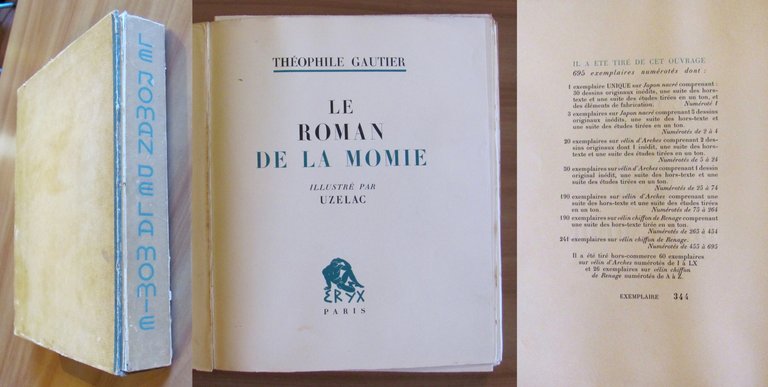 LE ROMAN DE LA MOMIE
THÉOPHILE GAUTIER
LE
ROMAN
DE LA MOMIE
ILLUSTRÉ PAR
UZELAC
ERYX
PARIS
IL A ETE TIRÉ DE CET OUVRAGE
695 exemplaires numérotés dont :
1 exemplaire UNIQUE sur Japon nacré comprenant :
30 dessins originaux inédits, une suite des hors-
texte et une suite des études tirées en un ton, et
des éléments de fabrication. Numéroté 1
3 exemplaires sur Japon nacré comprenant 5 dessins
originaux inédits, une suite des hors-texte et
une suite des études tirées en un ton.
Numérotés de 2 à 4
20 exemplaires sur vélin d'Arches comprenant 2 des-
sins originaux dont 1 inédit, une suite des hors-
texte et une suite des études tirées en un ton.
Numérotés de 5 à 24
50 exemplaires sur vélin d'Arches comprenant 1 dessin
original inédit, une suite des hors-texte et une
suite des études tirées en un ton.
Numérotés de 25 à 74
190 exemplaires sur vélin d'Arches comprenant une
suite des hors-texte et une suite des études tirées
en un ton. Numérotés de 75 à 264
190 exemplaires sur vélin chiffon de Renage comprenant
une suite des hors-texte.
Numérotés de 265 à 454
241 exemplaires sur vélin chiffon de Renage.
Numérotés de 455 à 695
Il a été tiré hors-commerce 60 exemplaires
sur vélin d'Arches numérotés de I à LX
et 26 exemplaires sur vélin chiffon
de Renage numérotés de A à Z.
EXEMPLAIRE 344